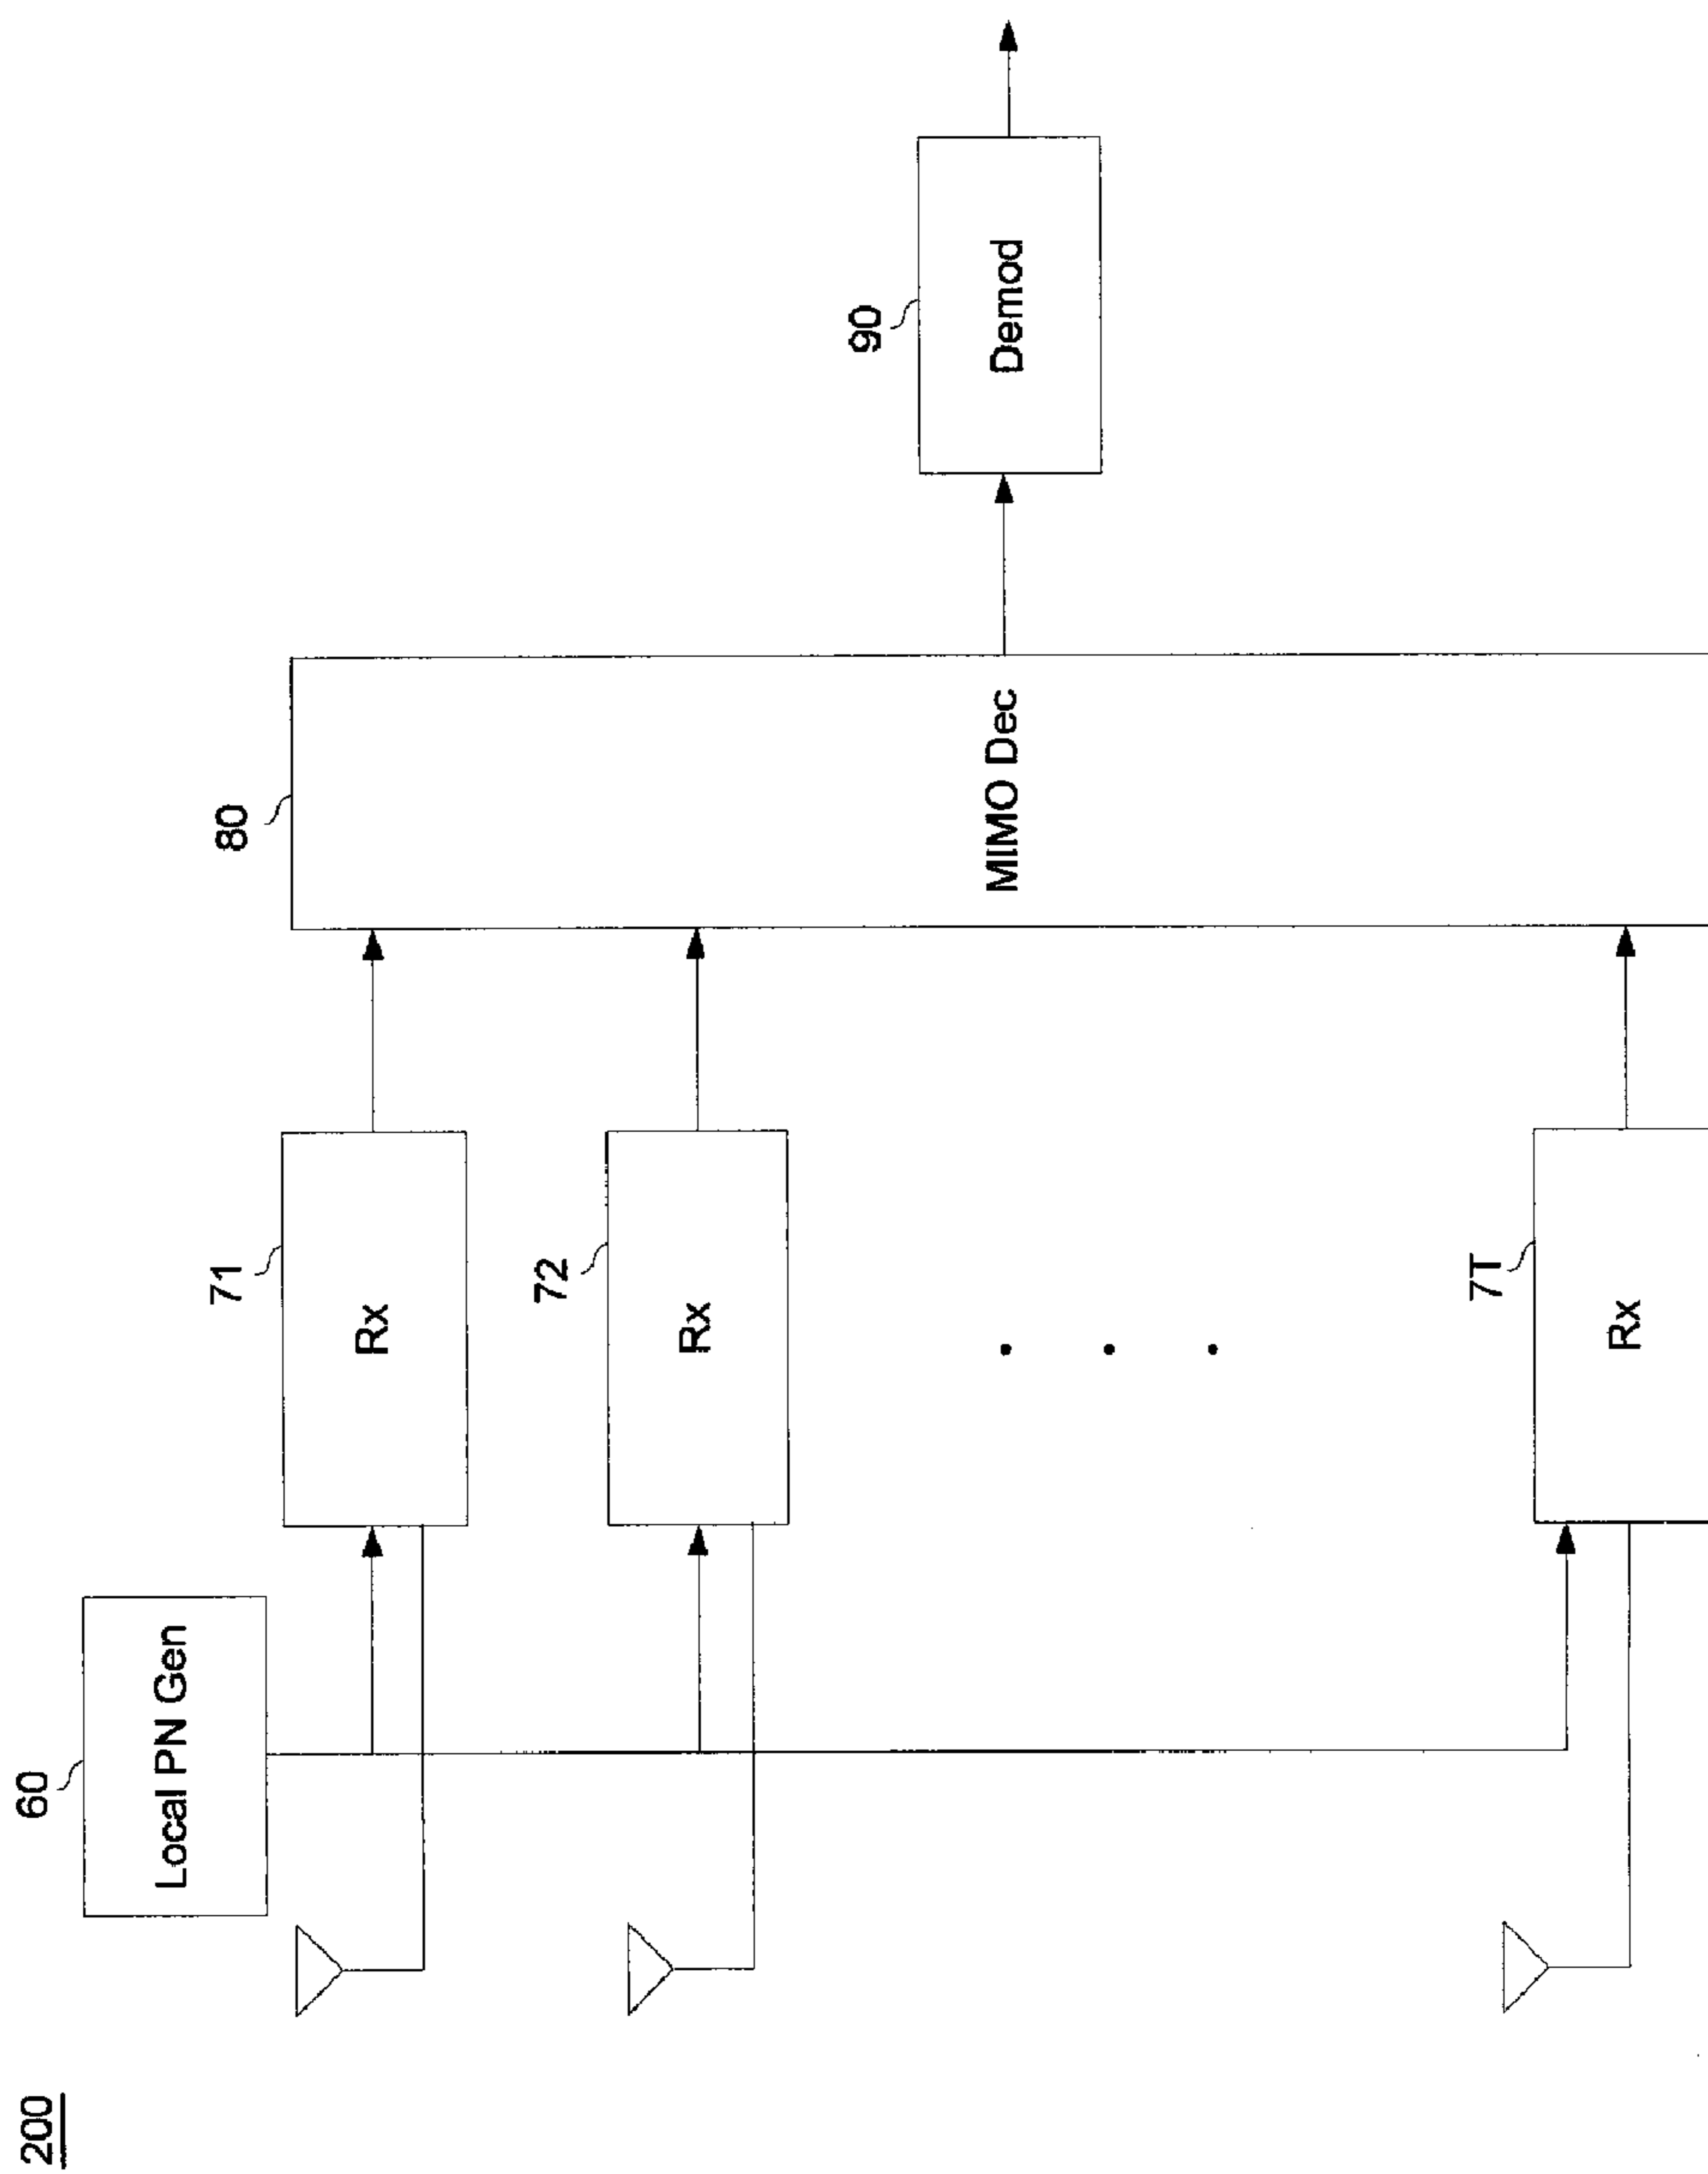 200
60
Local PN Gen
71
Rx
72
Rx
7T
Rx
80
MIMO Dec
90
Demod